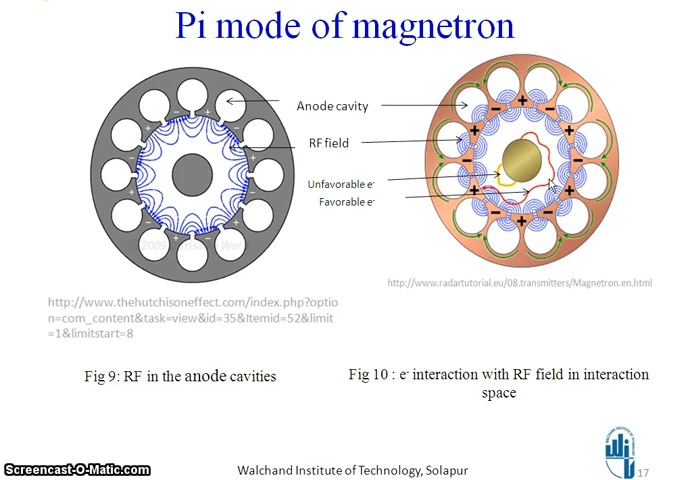 Pi mode of magnetron
Anode cavity
RF field
Unfavorable e-
Favorable e-
http://www.radartutorial.eu/08.transmitters/Magnetron.en.html
http://www.thehutchisoneffect.com/index.php?optio
n=com_content&task=view&id=35&Itemid=52&limit
=1&limitstart=8
Fig 9: RF in the anode cavities
Fig 10 : e- interaction with RF field in interaction
space
Screencast-O-Matic.com
Walchand Institute of Technology, Solapur
17